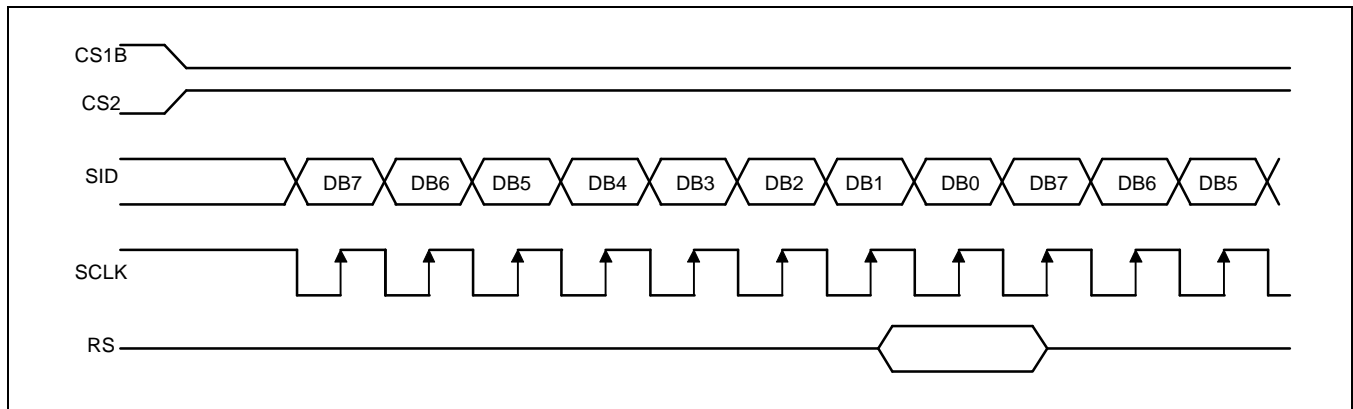 CS1B
CS2
SID DB7 DB6 DB5 DB4 DB3 DB2 DB1 DB0 DB7 DB6 DB5
SCLK
RS